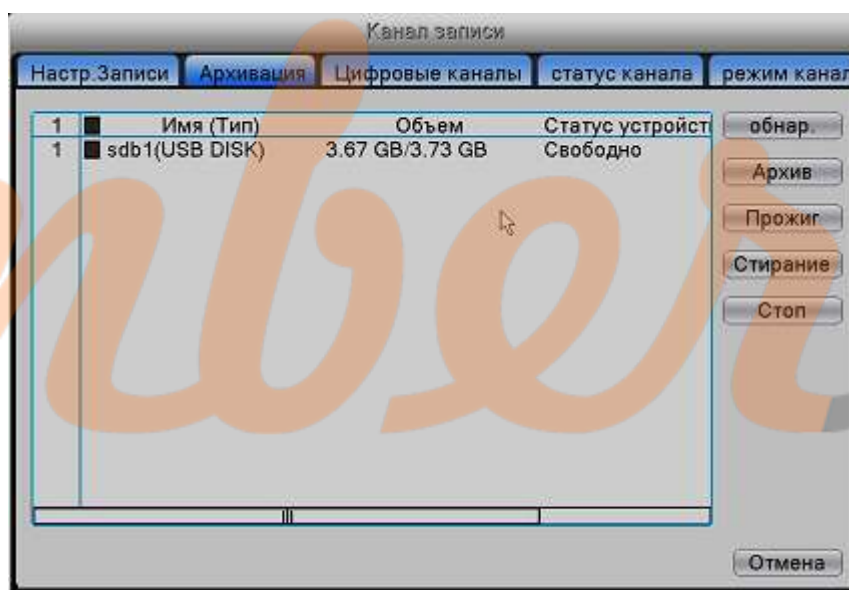 Канал записи
Настр.Записи Архивация Цифровые каналы статус канала режим канал
1 Имя (Тип) Объем Статус устройст обнар.
1 sdb1(USB DISK) 3.67 GB/3.73 GB Свободно
Архив
Прожиг
Стирание
Стоп
Отмена